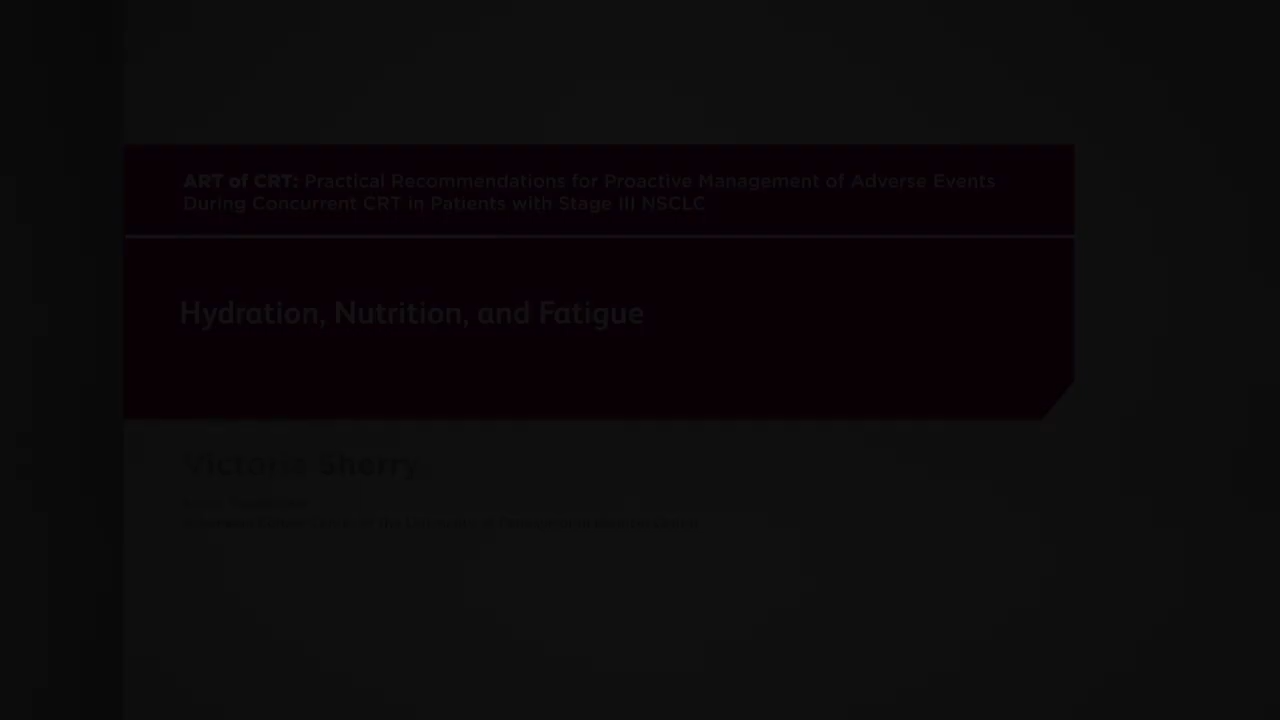 ART of CRT: Practical Recommendations for Proactive Management of Adverse Events
During Concurrent CRT in Patients with Stage III NSCLC
Hydration, Nutrition, and Fatigue
Victoria Sherry